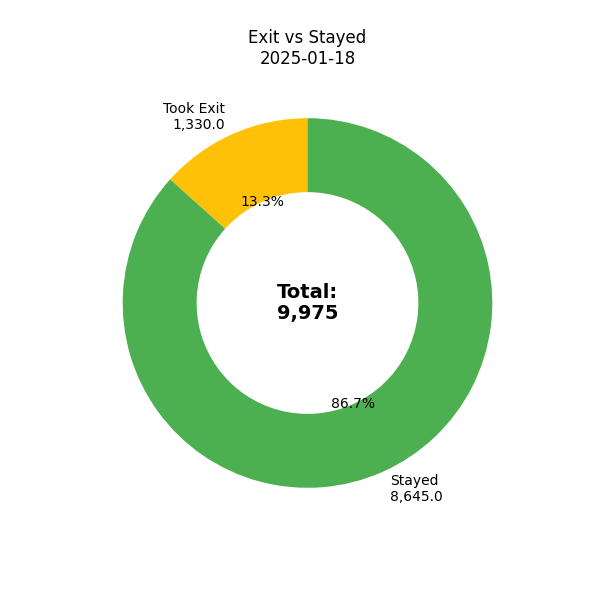 Exit vs Stayed
2025-01-18
Took Exit
1,330.0
13.3%
Total:
9,975
86.7%
Stayed
8,645.0